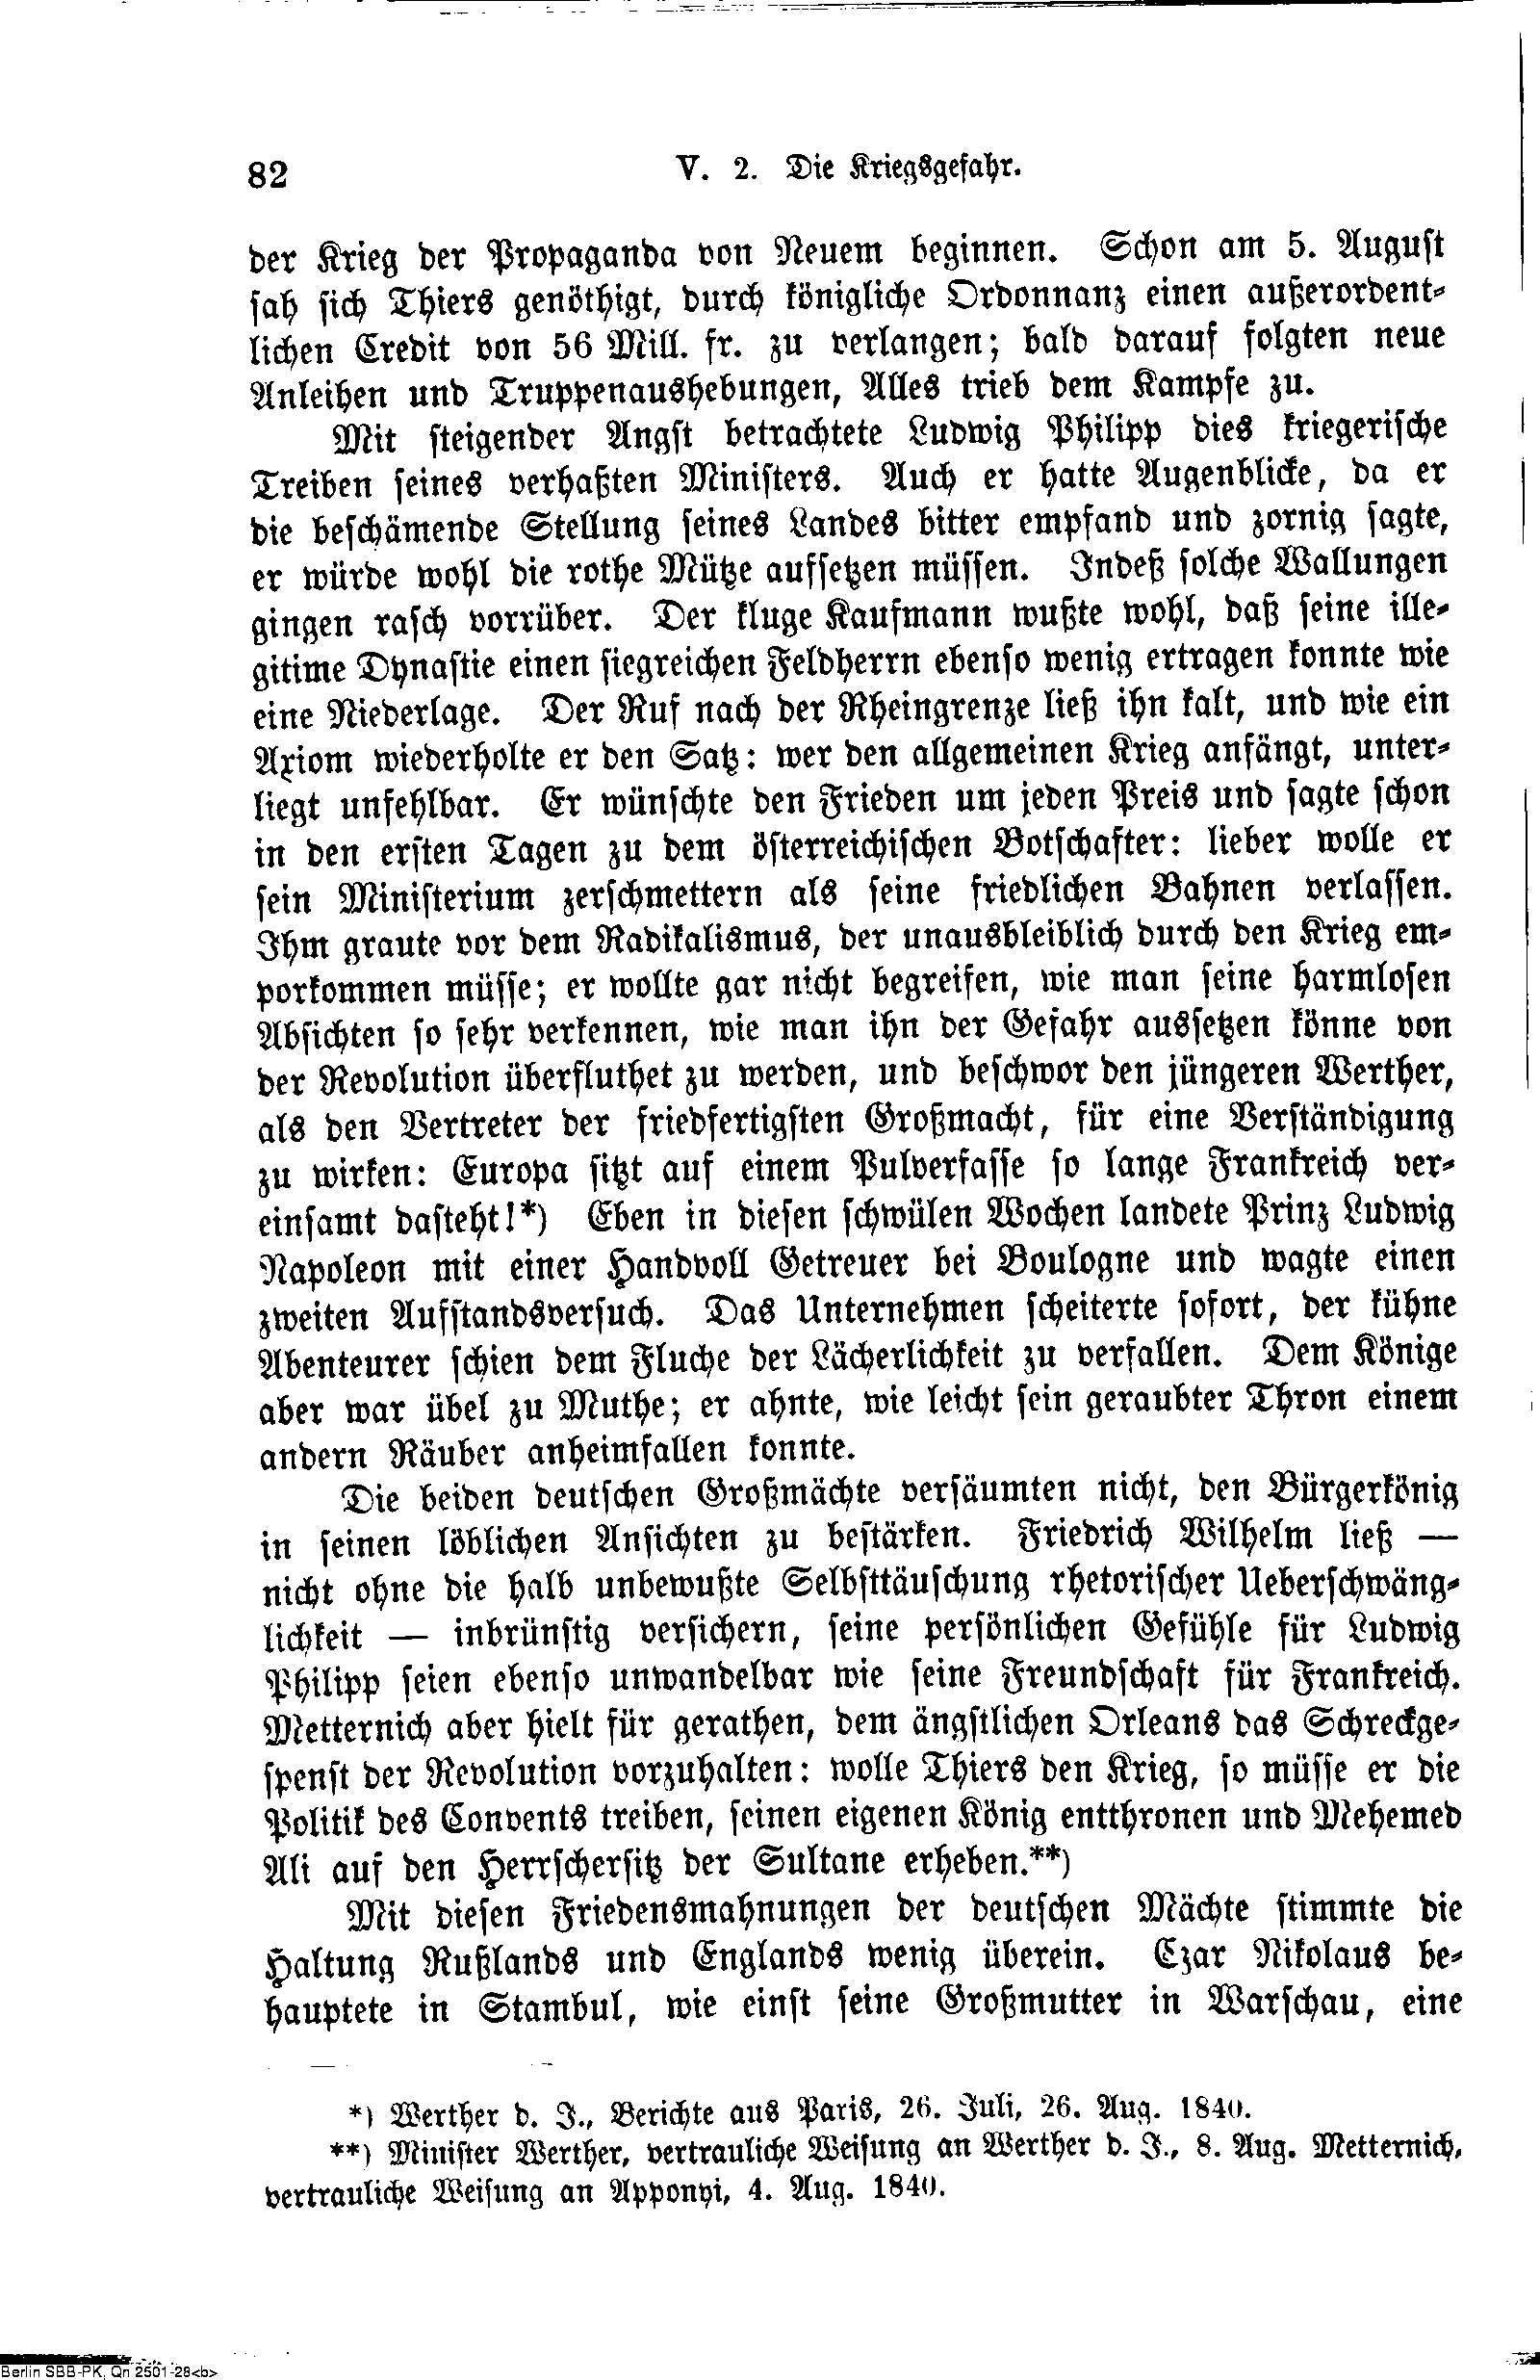 82
V. 2. Die Kriegsgefahr.
der Krieg der Propaganda von Neuem beginnen. Schon am 5. August
sah sich Thiers genöthigt, durch königliche Ordonnanz einen außerordent-
lichen Credit von 56 Mill. fr. zu verlangen; bald darauf folgten neue
Anleihen und Truppenaushebungen, Alles trieb dem Kampfe zu.
Mit steigender Angst betrachtete Ludwig Philipp dies kriegerische
Treiben seines verhaßten Ministers. Auch er hatte Augenblicke, da er
die beschämende Stellung seines Landes bitter empfand und zornig sagte,
er würde wohl die rothe Mütze aufsetzen müssen. Indeß solche Wallungen
gingen rasch vorrüber. Der kluge Kaufmann wußte wohl, daß seine ille-
gitime Dynastie einen siegreichen Feldherrn ebenso wenig ertragen konnte wie
eine Niederlage. Der Ruf nach der Rheingrenze ließ ihn kalt, und wie ein
Axiom wiederholte er den Satz: wer den allgemeinen Krieg anfängt, unter-
liegt unfehlbar. Er wünschte den Frieden um jeden Preis und sagte schon
in den ersten Tagen zu dem österreichischen Botschafter: lieber wolle er
sein Ministerium zerschmettern als seine friedlichen Bahnen verlassen.
Ihm graute vor dem Radikalismus, der unausbleiblich durch den Krieg em-
porkommen müsse; er wollte gar nicht begreifen, wie man seine harmlosen
Absichten so sehr verkennen, wie man ihn der Gefahr aussetzen könne von
der Revolution überfluthet zu werden, und beschwor den jüngeren Werther,
als den Vertreter der friedfertigsten Großmacht, für eine Verständigung
zu wirken: Europa sitzt auf einem Pulverfasse so lange Frankreich ver-
einsamt dasteht!*) Eben in diesen schwülen Wochen landete Prinz Ludwig
Napoleon mit einer Handvoll Getreuer bei Boulogne und wagte einen
zweiten Aufstandsversuch. Das Unternehmen scheiterte sofort, der kühne
Abenteurer schien dem Fluche der Lächerlichkeit zu verfallen. Dem Könige
aber war übel zu Muthe; er ahnte, wie leicht sein geraubter Thron einem
andern Räuber anheimfallen konnte.
Die beiden deutschen Großmächte versäumten nicht, den Bürgerkönig
in seinen löblichen Ansichten zu bestärken. Friedrich Wilhelm ließ —
nicht ohne die halb unbewußte Selbsttäuschung rhetorischer Ueberschwäng-
lichkeit — inbrünstig versichern, seine persönlichen Gefühle für Ludwig
Philipp seien ebenso unwandelbar wie seine Freundschaft für Frankreich.
Metternich aber hielt für gerathen, dem ängstlichen Orleans das Schreckge-
spenst der Revolution vorzuhalten: wolle Thiers den Krieg, so müsse er die
Politik des Convents treiben, seinen eigenen König entthronen und Mehemed
Ali auf den Herrschersitz der Sultane erheben.**)
Mit diesen Friedensmahnungen der deutschen Mächte stimmte die
Haltung Rußlands und Englands wenig überein. Czar Nikolaus be-
hauptete in Stambul, wie einst seine Großmutter in Warschau, eine
*) Werther d. J., Berichte aus Paris, 26. Juli, 26. Aug. 1840.
**) Minister Werther, vertrauliche Weisung an Werther d. J., 8. Aug. Metternich,
vertrauliche Weisung an Apponyi, 4. Aug. 1840.
Berlin SBB-PK, Qn 2501-28<b>